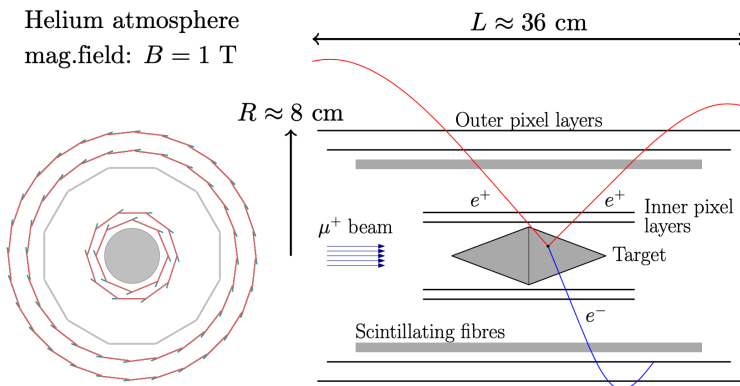 Helium atmosphere
mag.field: B = 1 T
L ≈ 36 cm
R ≈ 8 cm
Outer pixel layers
e⁺
e⁺
Inner pixel
layers
μ⁺ beam
Target
e⁻
Scintillating fibres